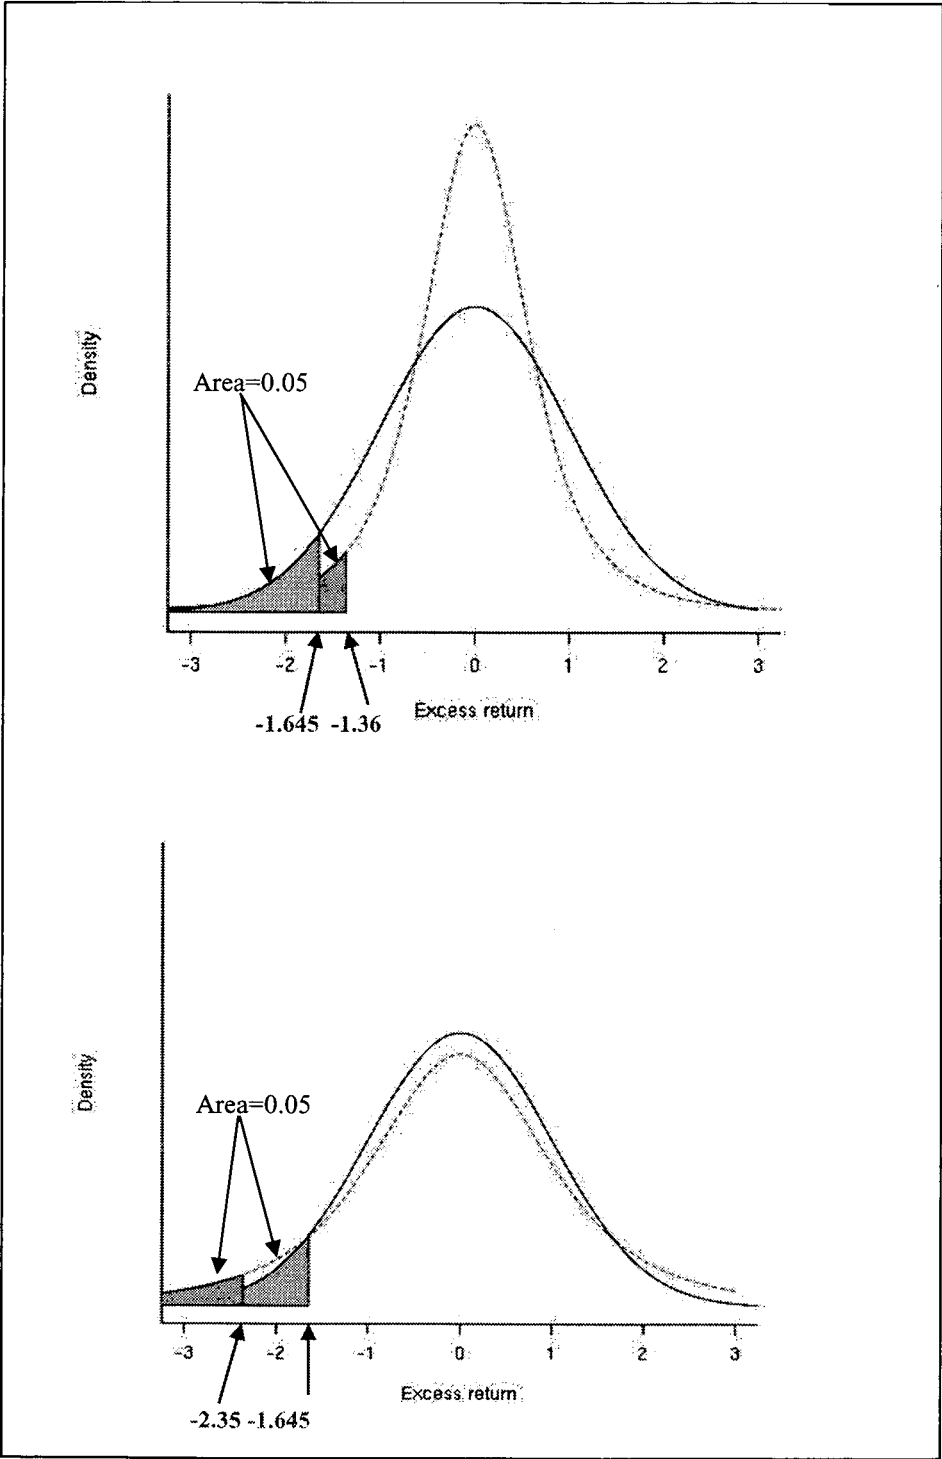 Density
Area=0.05
-3 -2 -1 0 1 2 3
-1.645 -1.36
Excess return
Density
Area=0.05
-3 -2 -1 0 1 2 3
-2.35 -1.645
Excess return